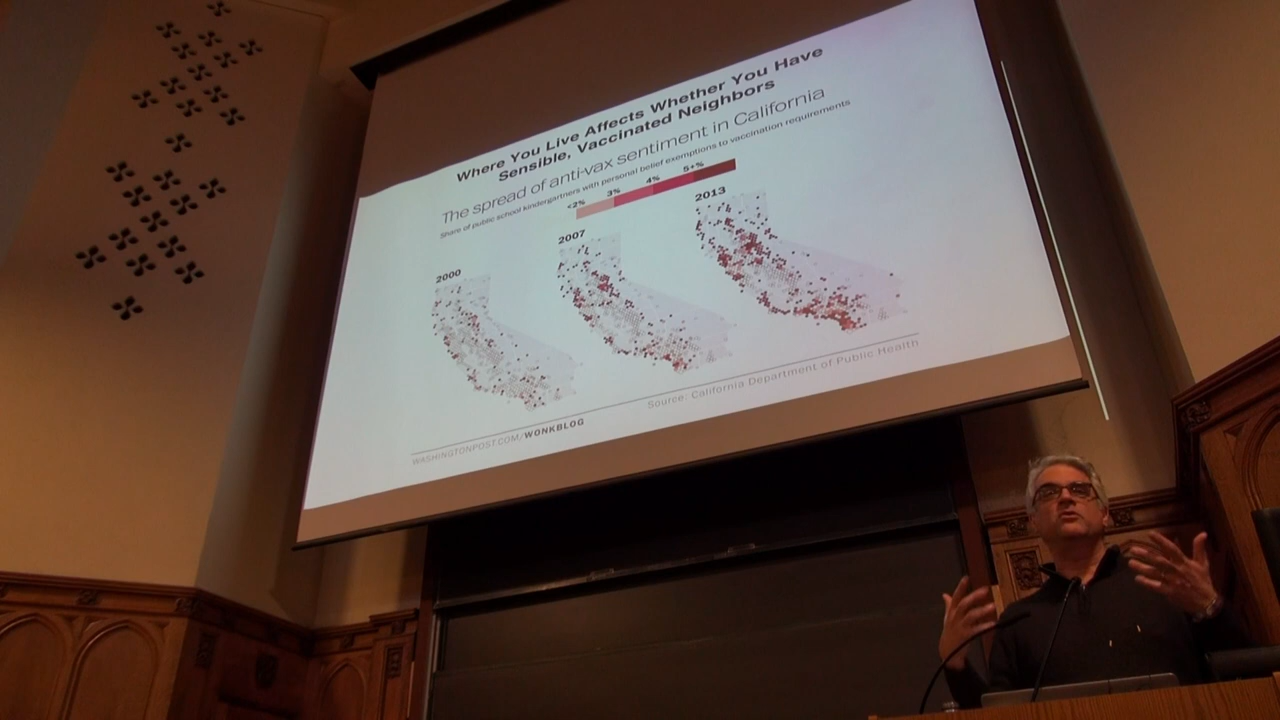 Where You Live Affects Whether You Have
Sensible, Vaccinated Neighbors
The spread of anti-vax sentiment in California
Share of public school kindergartners with personal belief exemptions to vaccination requirements
<2% 3% 4% 5+%
2000
2007
2013
WASHINGTONPOST.COM/WONKBLOG
Source: California Department of Public Health